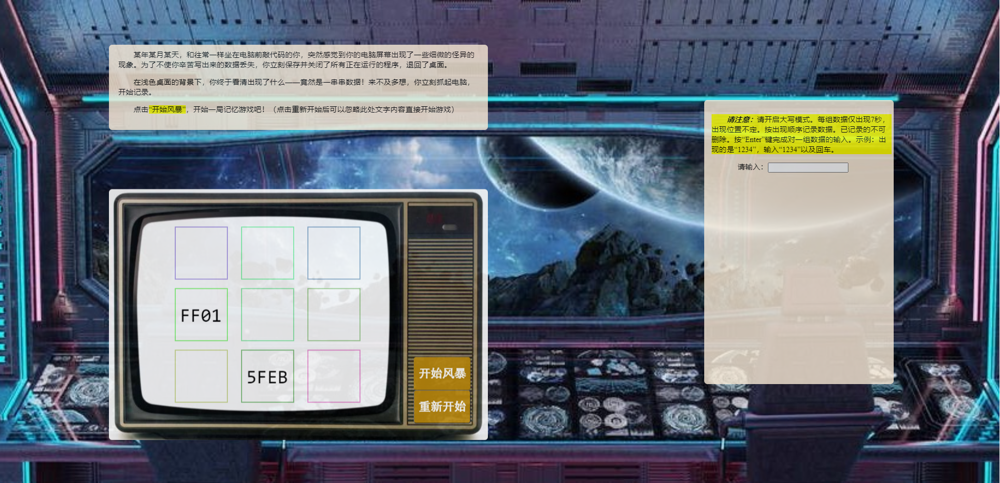 某年某月某天，和往常一样坐在电脑前敲代码的你，突然感觉到你的电脑屏幕出现了一些细微的怪异的
现象。为了不使你辛苦写出来的数据丢失，你立刻保存并关闭了所有正在运行的程序，退回了桌面。
在浅色桌面的背景下，你终于看清出现了什么——竟然是一串串数据！来不及多想，你立刻抓起电脑，
开始记录。
点击“开始风暴”，开始一局记忆游戏吧！（点击重新开始后可以忽略此处文字内容直接开始游戏）
请注意：请开启大写模式。每组数据仅出现7秒，
出现位置不定。按出现顺序记录数据。已记录的不可
删除。按“Enter”键完成对一组数据的输入。示例：出
现的是“1234”，输入“1234”以及回车。
请输入：
FF01
5FEB
开始风暴
重新开始